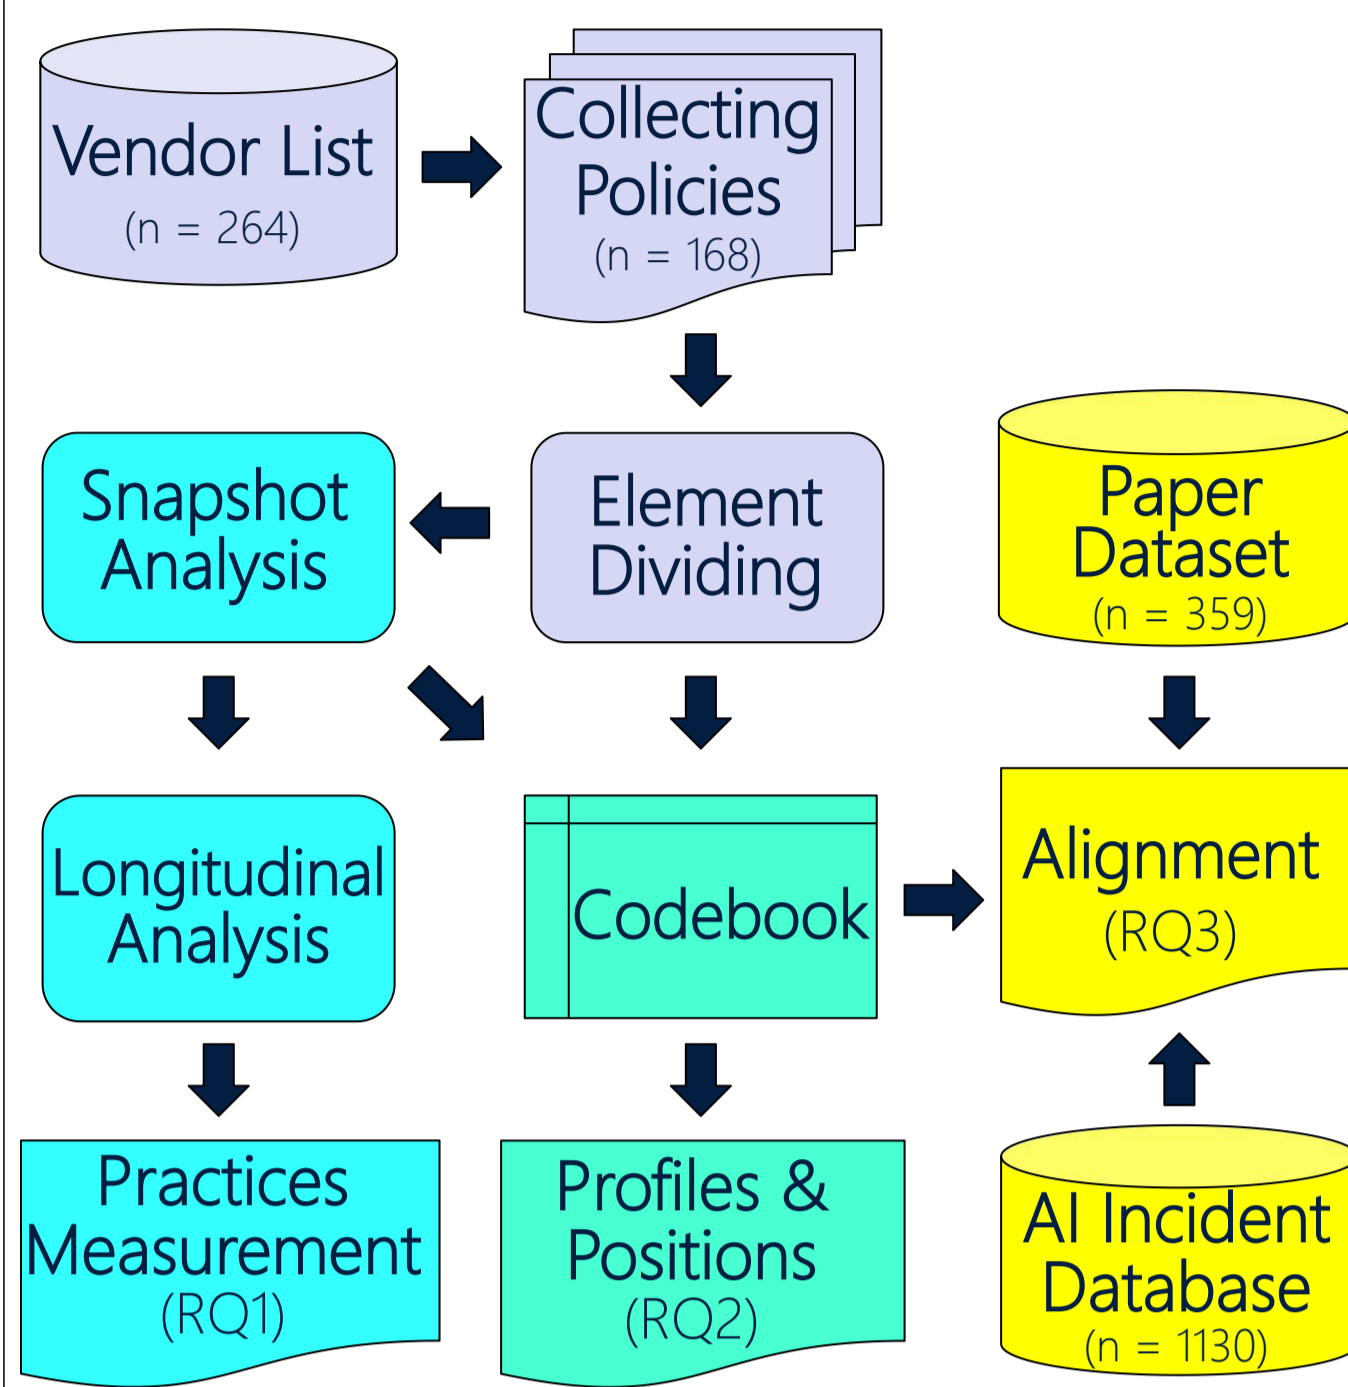 Vendor List
(n = 264)
Collecting
Policies
(n = 168)
Snapshot
Analysis
Element
Dividing
Paper
Dataset
(n = 359)
Longitudinal
Analysis
Codebook
Alignment
(RQ3)
Practices
Measurement
(RQ1)
Profiles &
Positions
(RQ2)
AI Incident
Database
(n = 1130)